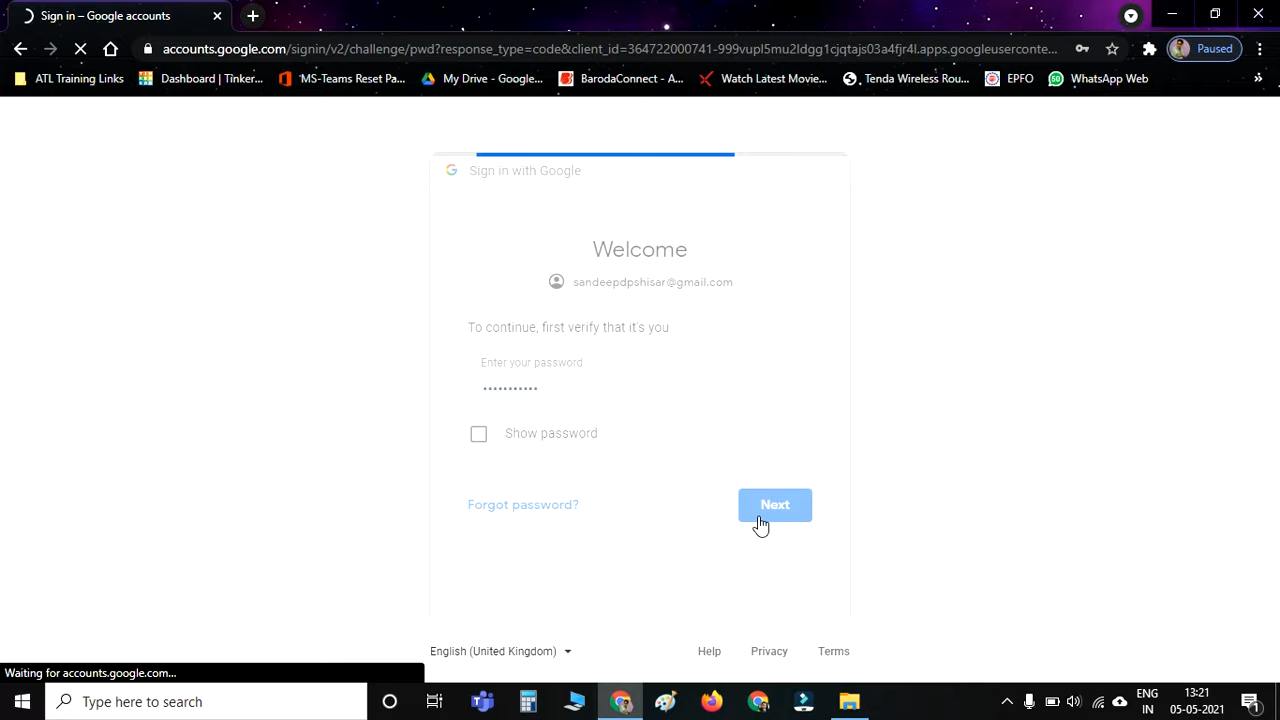 Sign in – Google accounts
accounts.google.com/signin/v2/challenge/pwd?response_type=code&client_id=364722000741-999vupl5mu2ldgg1cjqtajs03a4fjr4l.apps.googleuserconte...
Paused
ATL Training Links
Dashboard | Tinker...
'MS-Teams Reset Pa...
My Drive - Google...
BarodaConnect - A...
Watch Latest Movie...
Tenda Wireless Rou...
EPFO
50
WhatsApp Web
Sign in with Google
Welcome
sandeepdpshisar@gmail.com
To continue, first verify that it's you
Enter your password
Show password
Forgot password?
Next
English (United Kingdom)
Help
Privacy
Terms
Waiting for accounts.google.com...
Type here to search
ENG
IN
13:21
05-05-2021
1